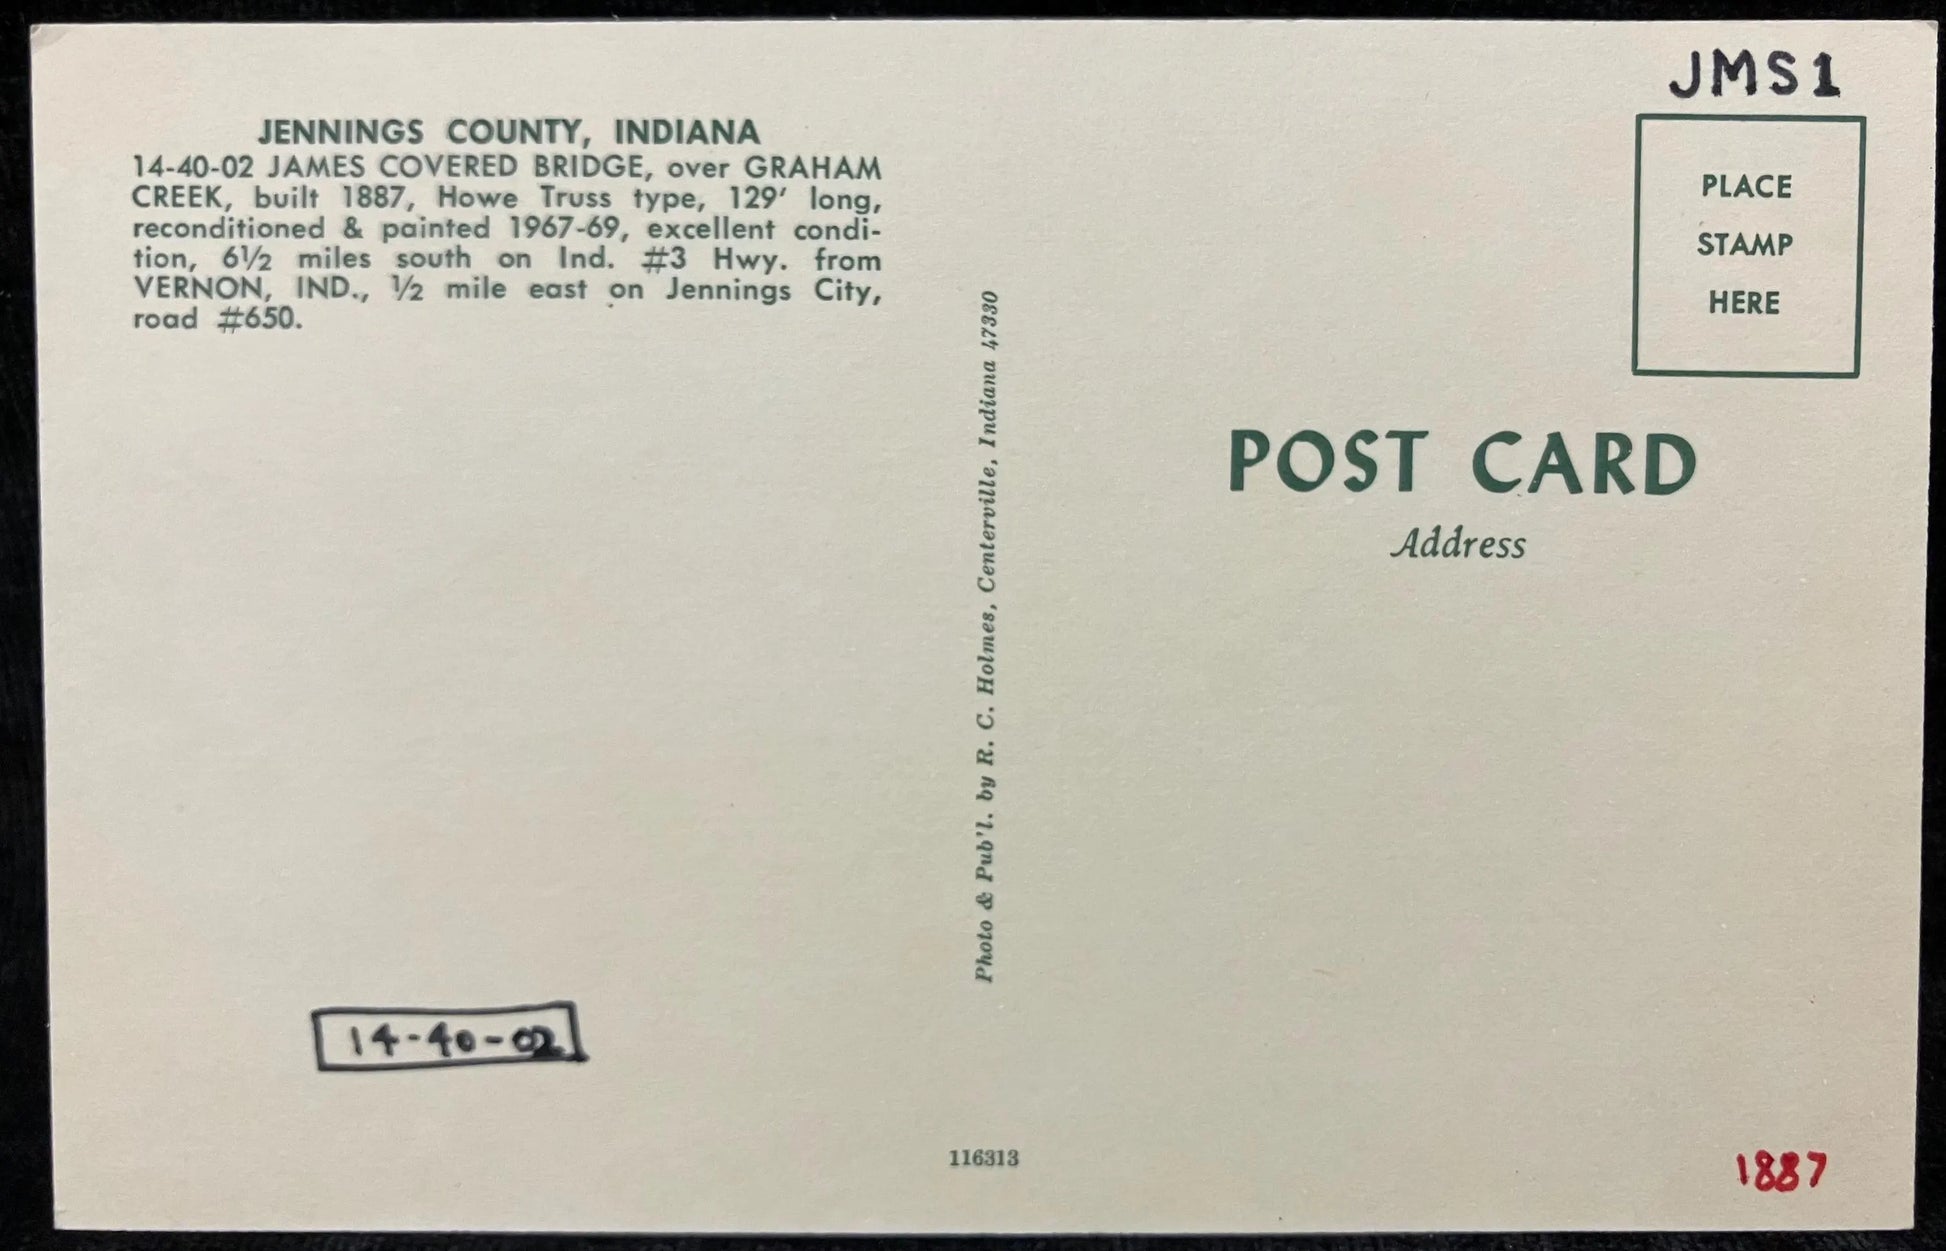 JMS1
JENNINGS COUNTY, INDIANA
14-40-02 JAMES COVERED BRIDGE, over GRAHAM
CREEK, built 1887, Howe Truss type, 129′ long,
reconditioned & painted 1967-69, excellent condi-
tion, 6½ miles south on Ind. #3 Hwy. from
VERNON, IND., ½ mile east on Jennings City,
road #650.
Photo & Pub'l. by R. C. Holmes, Centerville, Indiana 47330
PLACE
STAMP
HERE
POST CARD
Address
14-40-02
116313
1887